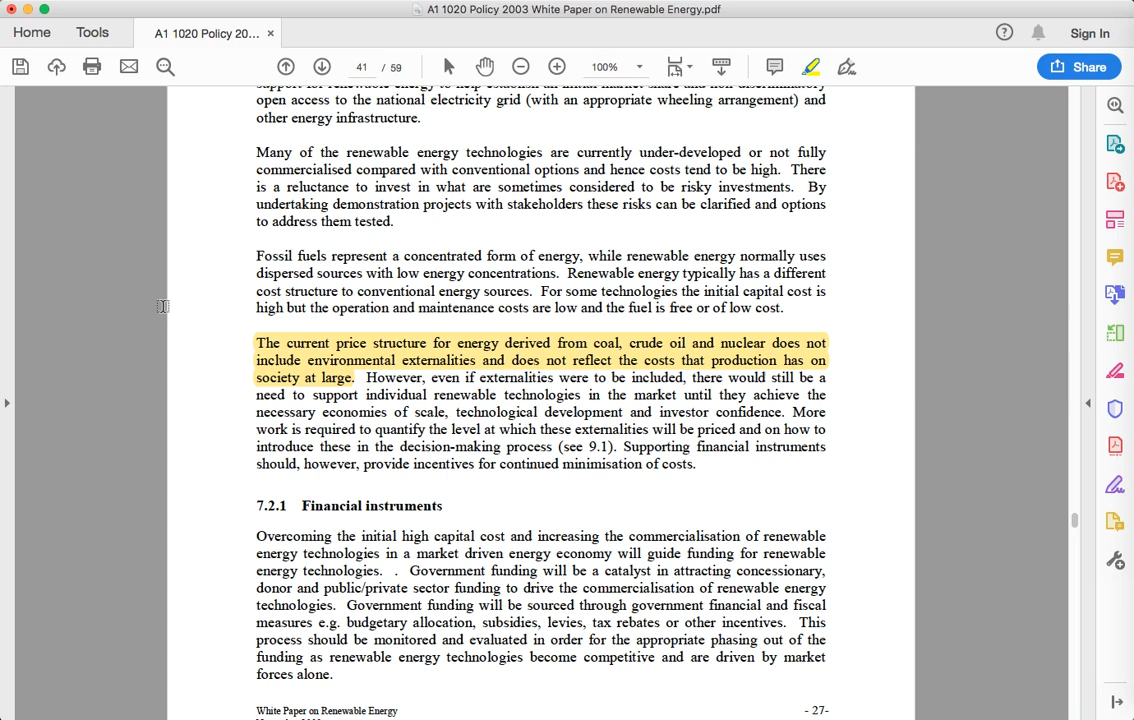 A1 1020 Policy 2003 White Paper on Renewable Energy.pdf
Home Tools A1 1020 Policy 20... × Sign In
41 / 59 100% Share
support for renewable energy to help establish an initial market share and non-discriminatory
open access to the national electricity grid (with an appropriate wheeling arrangement) and
other energy infrastructure.
Many of the renewable energy technologies are currently under-developed or not fully
commercialised compared with conventional options and hence costs tend to be high. There
is a reluctance to invest in what are sometimes considered to be risky investments. By
undertaking demonstration projects with stakeholders these risks can be clarified and options
to address them tested.
Fossil fuels represent a concentrated form of energy, while renewable energy normally uses
dispersed sources with low energy concentrations. Renewable energy typically has a different
cost structure to conventional energy sources. For some technologies the initial capital cost is
high but the operation and maintenance costs are low and the fuel is free or of low cost.
The current price structure for energy derived from coal, crude oil and nuclear does not
include environmental externalities and does not reflect the costs that production has on
society at large. However, even if externalities were to be included, there would still be a
need to support individual renewable technologies in the market until they achieve the
necessary economies of scale, technological development and investor confidence. More
work is required to quantify the level at which these externalities will be priced and on how to
introduce these in the decision-making process (see 9.1). Supporting financial instruments
should, however, provide incentives for continued minimisation of costs.
7.2.1 Financial instruments
Overcoming the initial high capital cost and increasing the commercialisation of renewable
energy technologies in a market driven energy economy will guide funding for renewable
energy technologies. . Government funding will be a catalyst in attracting concessionary,
donor and public/private sector funding to drive the commercialisation of renewable energy
technologies. Government funding will be sourced through government financial and fiscal
measures e.g. budgetary allocation, subsidies, levies, tax rebates or other incentives. This
process should be monitored and evaluated in order for the appropriate phasing out of the
funding as renewable energy technologies become competitive and are driven by market
forces alone.
White Paper on Renewable Energy - 27-